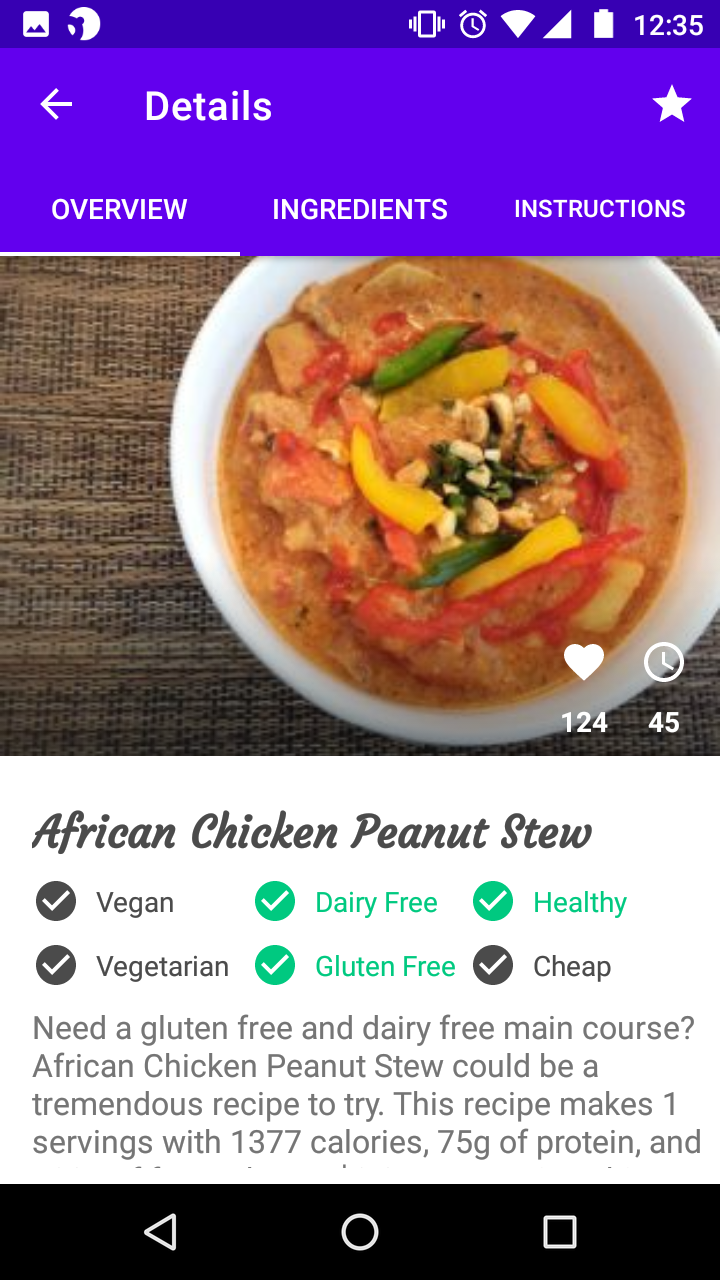 12:35
Details
OVERVIEW INGREDIENTS INSTRUCTIONS
124 45
African Chicken Peanut Stew
Vegan Dairy Free Healthy
Vegetarian Gluten Free Cheap
Need a gluten free and dairy free main course?
African Chicken Peanut Stew could be a
tremendous recipe to try. This recipe makes 1
servings with 1377 calories, 75g of protein, and